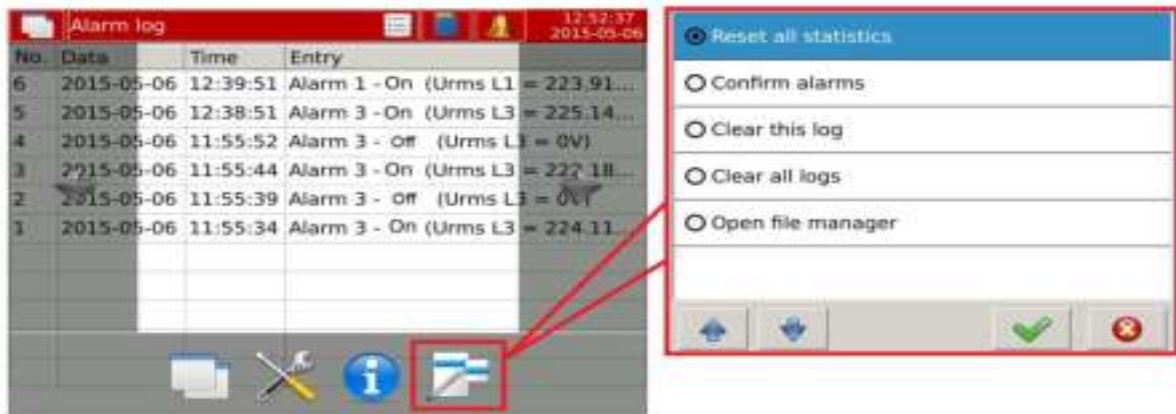 Alarm log
12:52:37
2015-05-06
No. Data Time Entry
6 2015-05-06 12:39:51 Alarm 1 - On (Urms L1 = 223.91...
5 2015-05-06 12:38:51 Alarm 3 - On (Urms L3 = 225.14...
4 2015-05-06 11:55:52 Alarm 3 - Off (Urms L3 = 0V)
3 2015-05-06 11:55:44 Alarm 3 - On (Urms L3 = 222.18...
2 2015-05-06 11:55:39 Alarm 3 - Off (Urms L3 = 0V)
1 2015-05-06 11:55:34 Alarm 3 - On (Urms L3 = 224.11...
Reset all statistics
Confirm alarms
Clear this log
Clear all logs
Open file manager